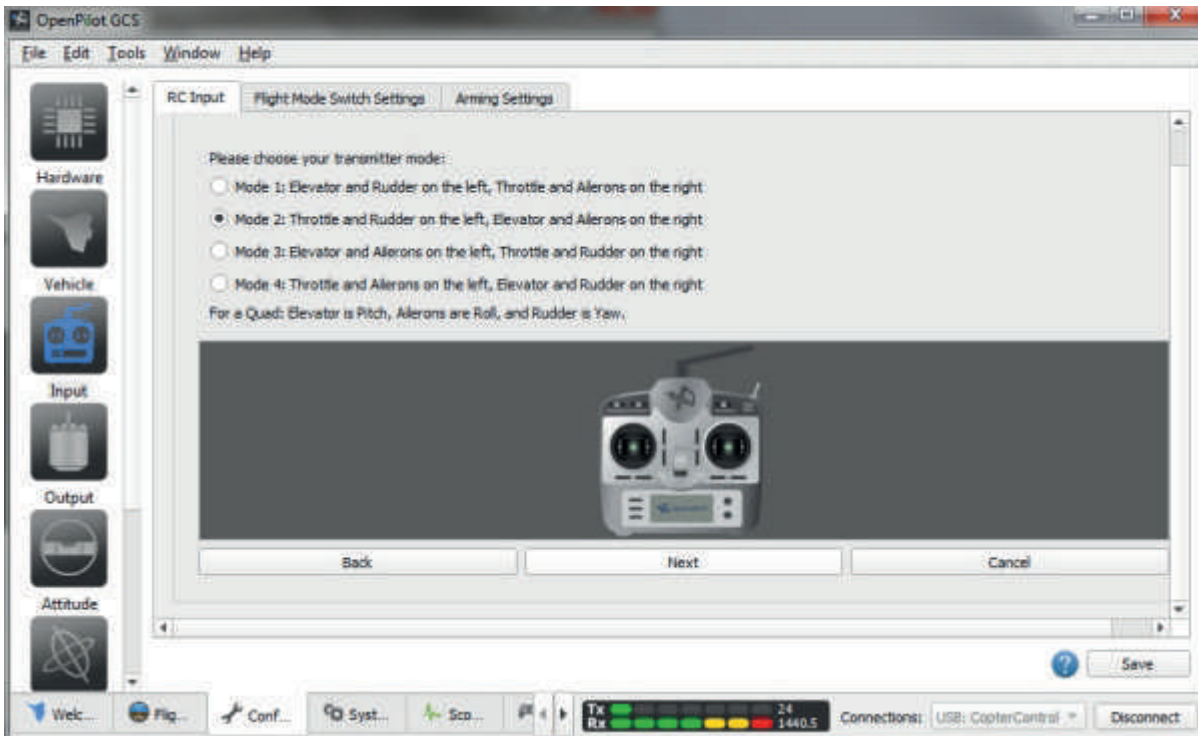 OpenPilot GCS
File Edit Tools Window Help
RC Input Flight Mode Switch Settings Arming Settings
Hardware
Vehicle
Input
Output
Attitude
Please choose your transmitter mode:
Mode 1: Elevator and Rudder on the left, Throttle and Ailerons on the right
Mode 2: Throttle and Rudder on the left, Elevator and Ailerons on the right
Mode 3: Elevator and Ailerons on the left, Throttle and Rudder on the right
Mode 4: Throttle and Ailerons on the left, Elevator and Rudder on the right
For a Quad: Elevator is Pitch, Ailerons are Roll, and Rudder is Yaw.
Back Next Cancel
Save
Welc... Flig... Conf... Syst... Sco...
Tx 24
Rx 1440.5
Connections: USB: CopterControl Disconnect